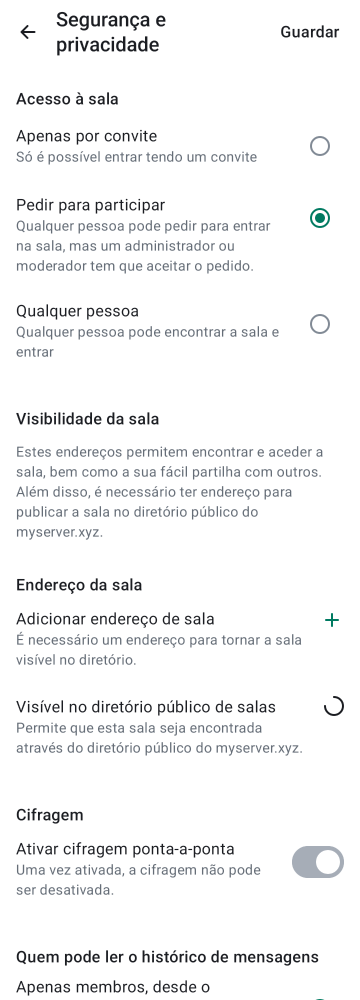 Segurança e
privacidade
Guardar
Acesso à sala
Apenas por convite
Só é possível entrar tendo um convite
Pedir para participar
Qualquer pessoa pode pedir para entrar
na sala, mas um administrador ou
moderador tem que aceitar o pedido.
Qualquer pessoa
Qualquer pessoa pode encontrar a sala e
entrar
Visibilidade da sala
Estes endereços permitem encontrar e aceder a
sala, bem como a sua fácil partilha com outros.
Além disso, é necessário ter endereço para
publicar a sala no diretório público do
myserver.xyz.
Endereço da sala
Adicionar endereço de sala
É necessário um endereço para tornar a sala
visível no diretório.
Visível no diretório público de salas
Permite que esta sala seja encontrada
através do diretório público do myserver.xyz.
Cifragem
Ativar cifragem ponta-a-ponta
Uma vez ativada, a cifragem não pode
ser desativada.
Quem pode ler o histórico de mensagens
Apenas membros, desde o